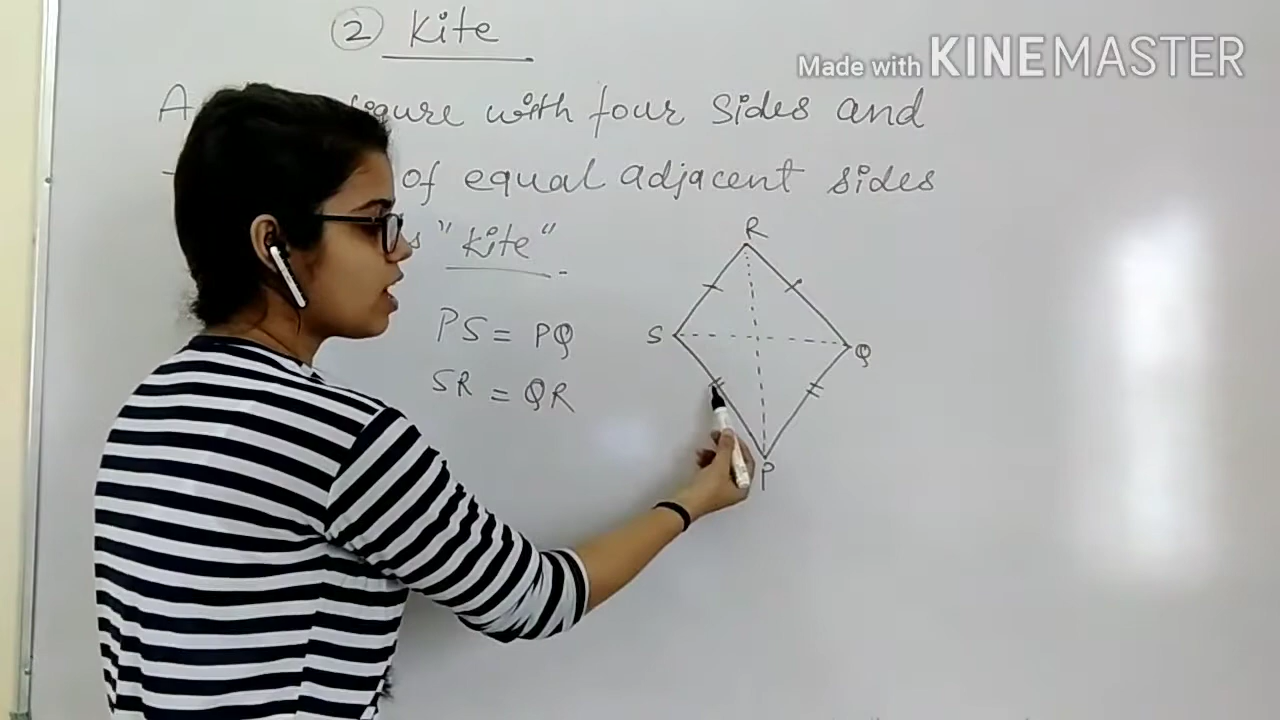 2 Kite
Made with KINEMASTER
A figure with four sides and
of equal adjacent sides
"Kite"
PS = PQ
SR = QR
R
S
Q
P